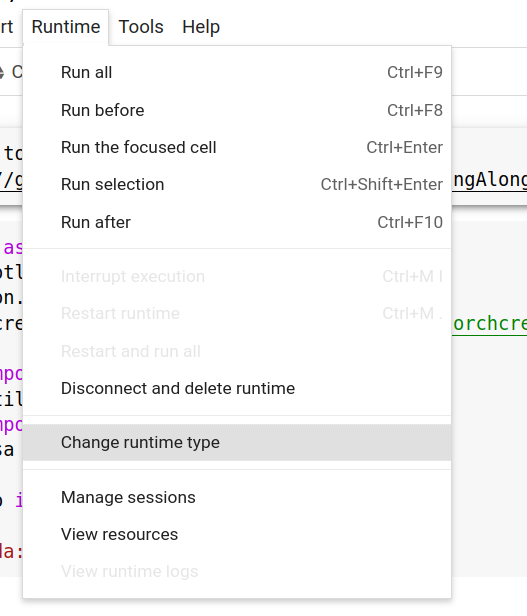 rt Runtime Tools Help
C
Run all Ctrl+F9
Run before Ctrl+F8
Run the focused cell Ctrl+Enter
to
//g
Run selection Ctrl+Shift+Enter
ngAlong
Run after Ctrl+F10
as
Interrupt execution Ctrl+M I
otl
on.
Restart runtime Ctrl+M .
cre
orchcre
Restart and run all
mpo
Disconnect and delete runtime
til
mpo
Change runtime type
sa
Manage sessions
o i
View resources
la:
View runtime logs